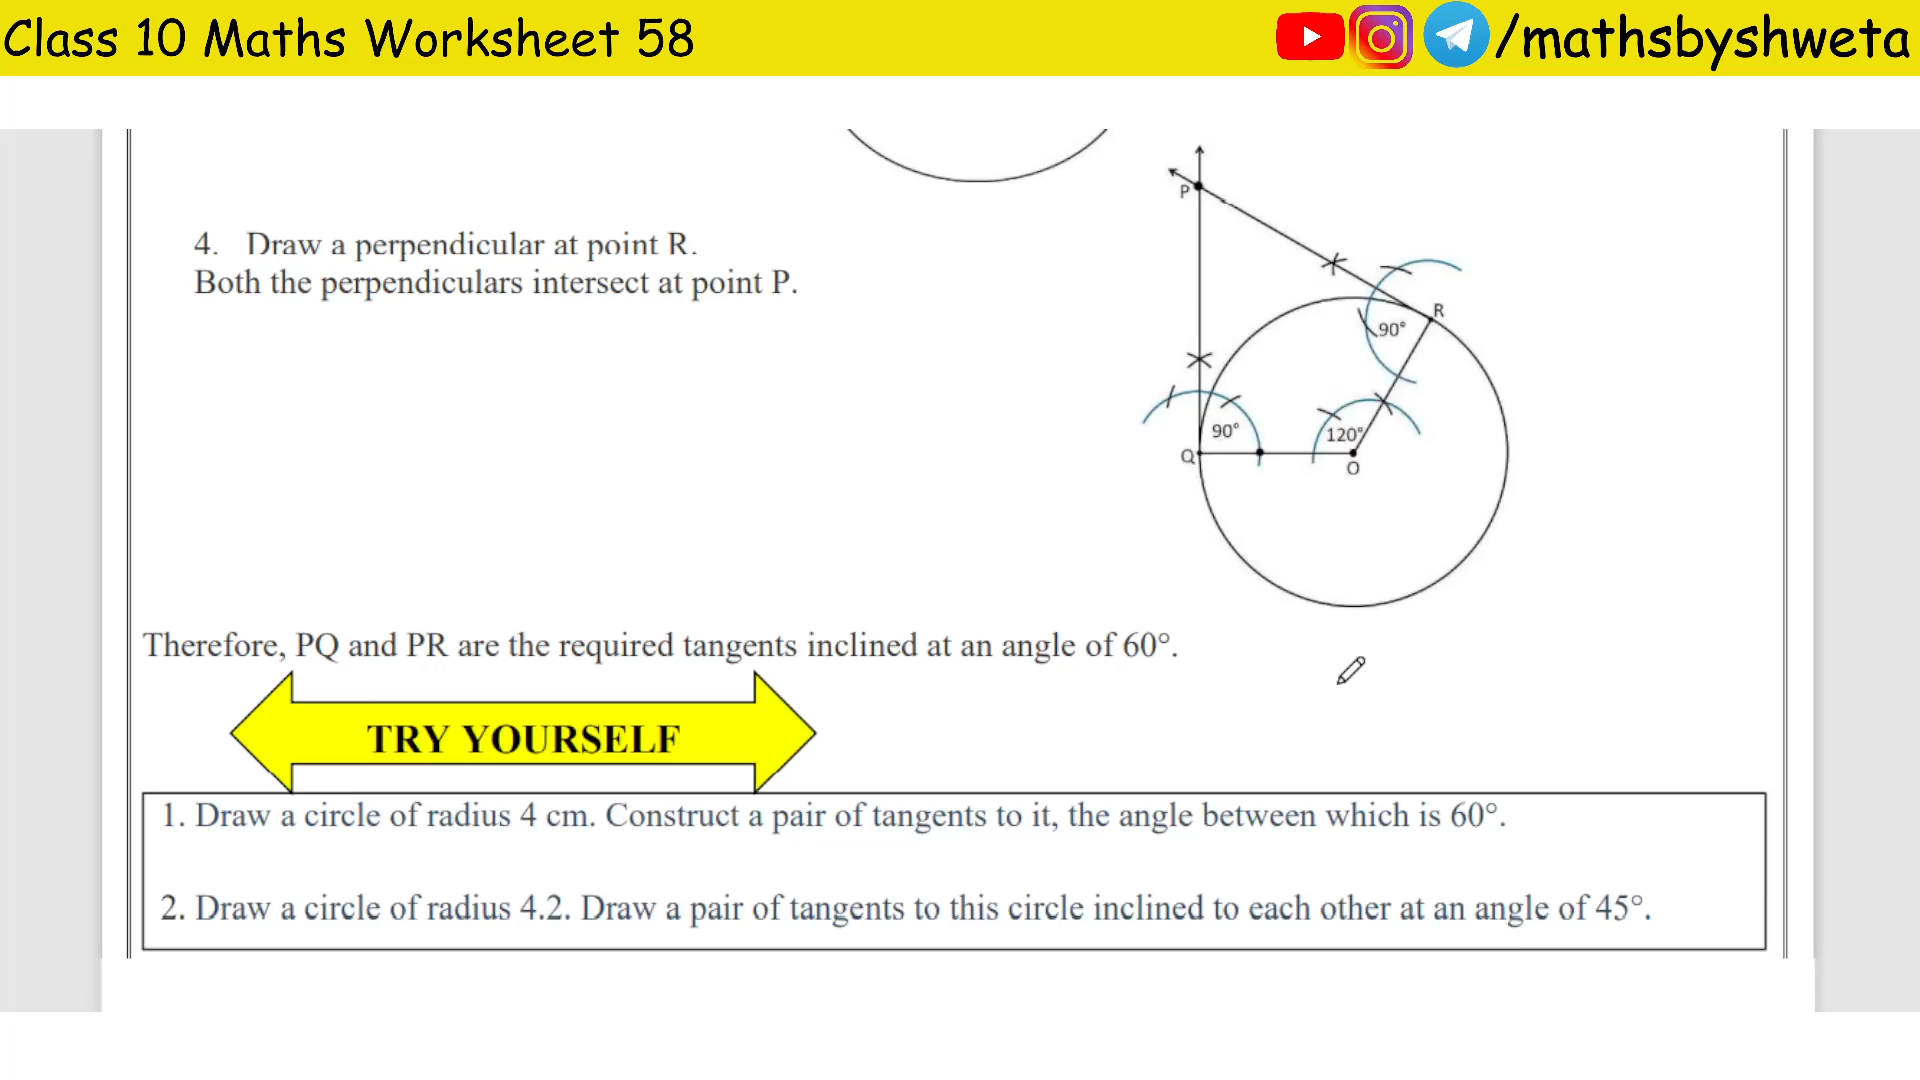 Class 10 Maths Worksheet 58
/mathsbyshweta
4. Draw a perpendicular at point R.
Both the perpendiculars intersect at point P.
P
R
90°
90°
120°
Q
O
Therefore, PQ and PR are the required tangents inclined at an angle of 60°.
TRY YOURSELF
1. Draw a circle of radius 4 cm. Construct a pair of tangents to it, the angle between which is 60°.
2. Draw a circle of radius 4.2. Draw a pair of tangents to this circle inclined to each other at an angle of 45°.